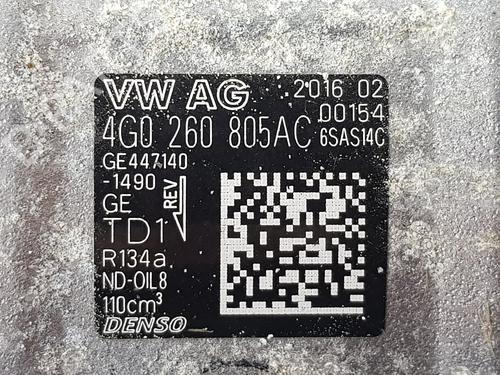 VW AG 2016 02
00154
4G0 260 805AC 6SAS14C
GE447140
-1490
GE
REV
TD1
R134a
ND-OIL8
110cm³
DENSO